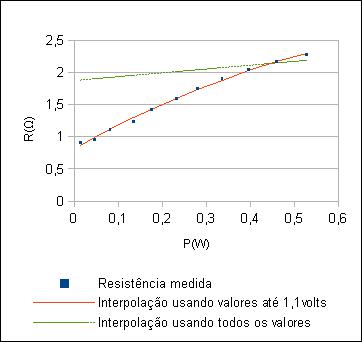 2,5
2
1,5
1
0,5
0
R(Ω)
0 0,1 0,2 0,3 0,4 0,5 0,6
P(W)
Resistência medida
Interpolação usando valores até 1,1volts
Interpolação usando todos os valores